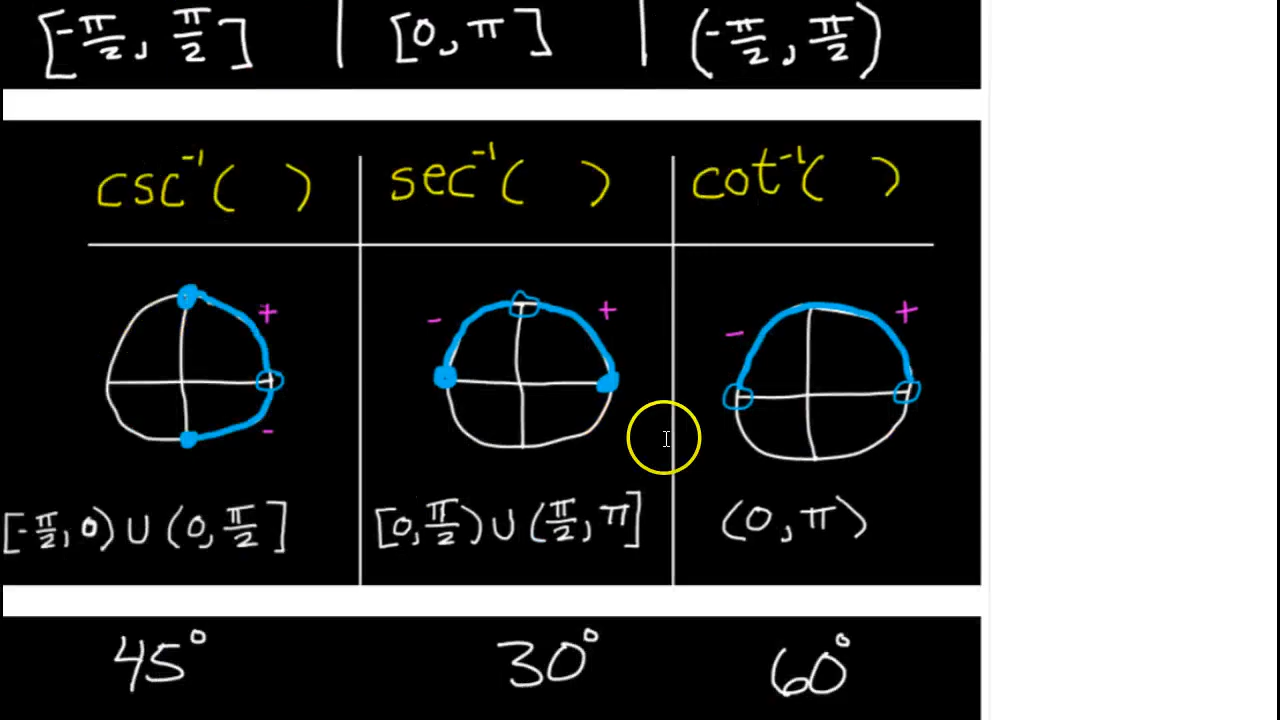 [-π/2, π/2] | [0, π] | (-π/2, π/2)
csc⁻¹( ) sec⁻¹( ) cot⁻¹( )
+ - + - +
-
[-π/2, 0) ∪ (0, π/2] [0, π/2) ∪ (π/2, π] (0, π)
45° 30° 60°